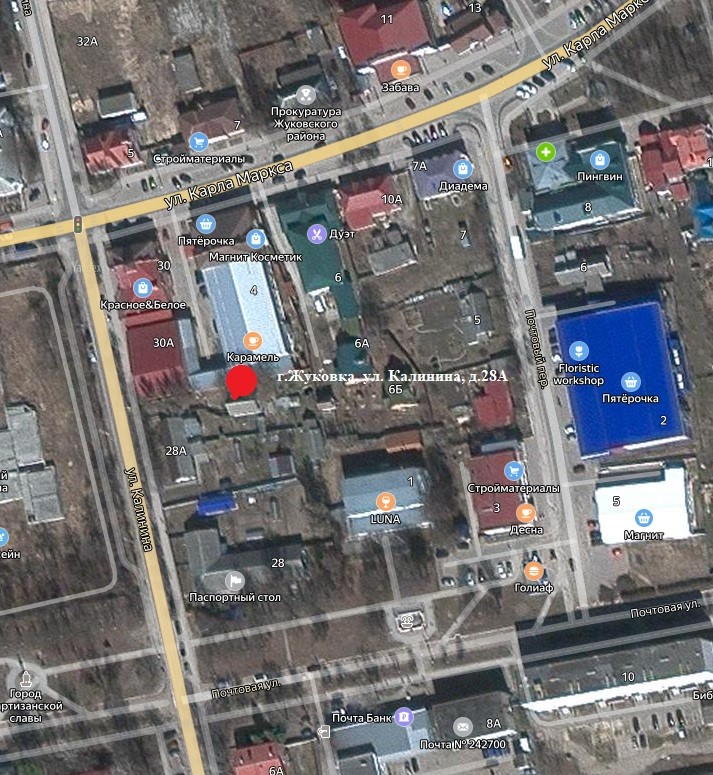 11
13
ул. Карла Маркса
32А
Забава
Прокуратура
Жуковского
района
7
5
Стройматериалы
ул. Карла Маркса
7А
Диадема
Пингвин
10А
8
Пятёрочка
Дуэт
7
Магнит Косметик
30
6
6
4
Красное&Белое
30А
5
Почтовый пер.
6А
Карамель
Floristic
workshop
г.Жуковка, ул. Калинина, д.28А
6Б
Пятёрочка
2
28А
ул. Калинина
1
Стройматериалы
LUNA
3
Десна
5
Магнит
28
Голиаф
Паспортный стол
Почтовая ул.
Почтовая ул.
10
Город
партизанской
славы
Почта Банк
8А
Почта № 242700
6А